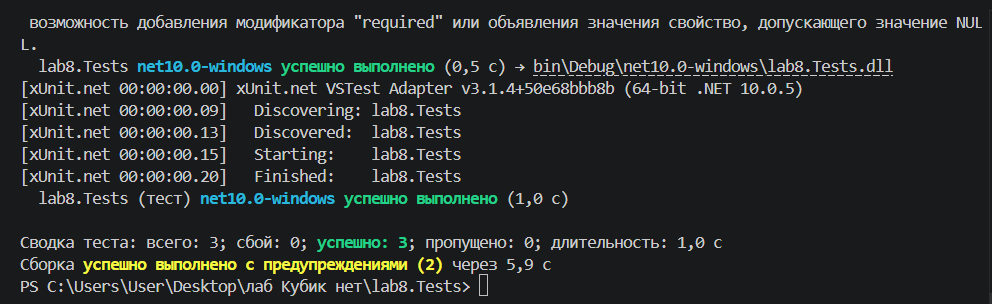 возможность добавления модификатора "required" или объявления значения свойство, допускающего значение NUL
L.
lab8.Tests net10.0-windows успешно выполнено (0,5 с) → bin\Debug\net10.0-windows\lab8.Tests.dll
[xUnit.net 00:00:00.00] xUnit.net VSTest Adapter v3.1.4+50e68bbb8b (64-bit .NET 10.0.5)
[xUnit.net 00:00:00.09]   Discovering: lab8.Tests
[xUnit.net 00:00:00.13]   Discovered:  lab8.Tests
[xUnit.net 00:00:00.15]   Starting:    lab8.Tests
[xUnit.net 00:00:00.20]   Finished:    lab8.Tests
lab8.Tests (тест) net10.0-windows успешно выполнено (1,0 с)
Сводка теста: всего: 3; сбой: 0; успешно: 3; пропущено: 0; длительность: 1,0 с
Сборка успешно выполнено с предупреждениями (2) через 5,9 с
PS C:\Users\User\Desktop\лаб Кубик нет\lab8.Tests>